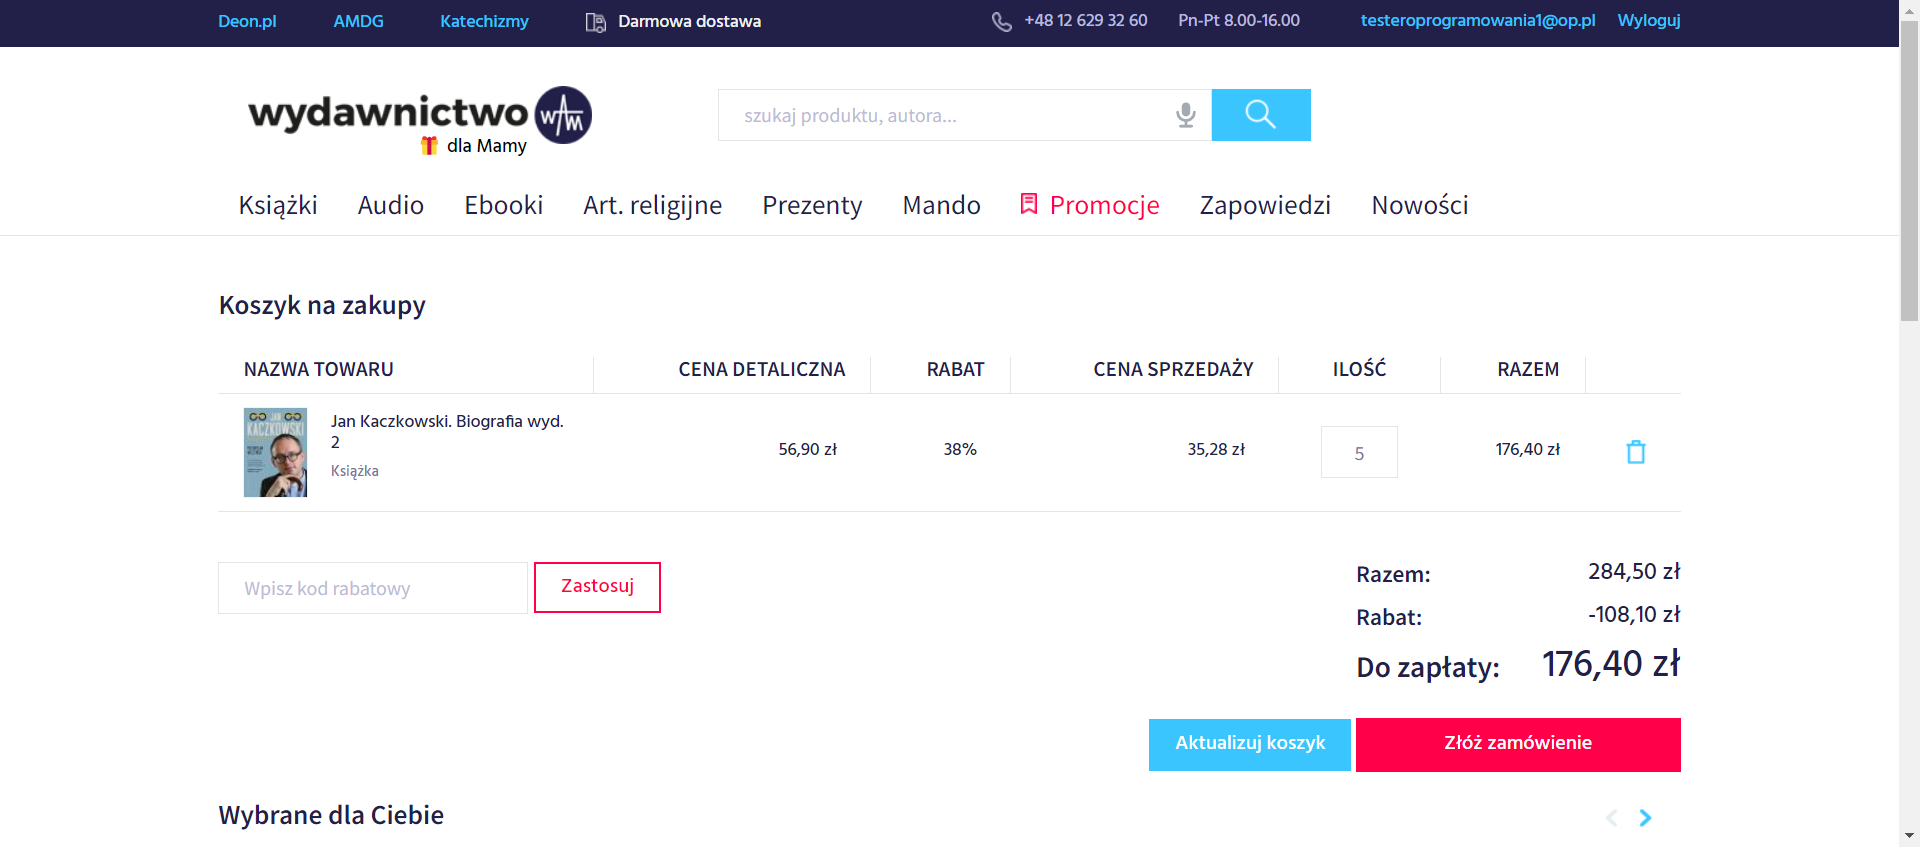 Deon.pl AMDG Katechizmy Darmowa dostawa +48 12 629 32 60 Pn-Pt 8.00-16.00 testeroprogramowania1@op.pl Wyloguj
wydawnictwo WAM
dla Mamy
szukaj produktu, autora...
Książki Audio Ebooki Art. religijne Prezenty Mando Promocje Zapowiedzi Nowości
Koszyk na zakupy
NAZWA TOWARU CENA DETALICZNA RABAT CENA SPRZEDAŻY ILOŚĆ RAZEM
JAN
KACZKOWSKI
Jan Kaczkowski. Biografia wyd.
2
Książka
56,90 zł 38% 35,28 zł 5 176,40 zł
Wpisz kod rabatowy Zastosuj
Razem: 284,50 zł
Rabat: -108,10 zł
Do zapłaty: 176,40 zł
Aktualizuj koszyk Złóż zamówienie
Wybrane dla Ciebie